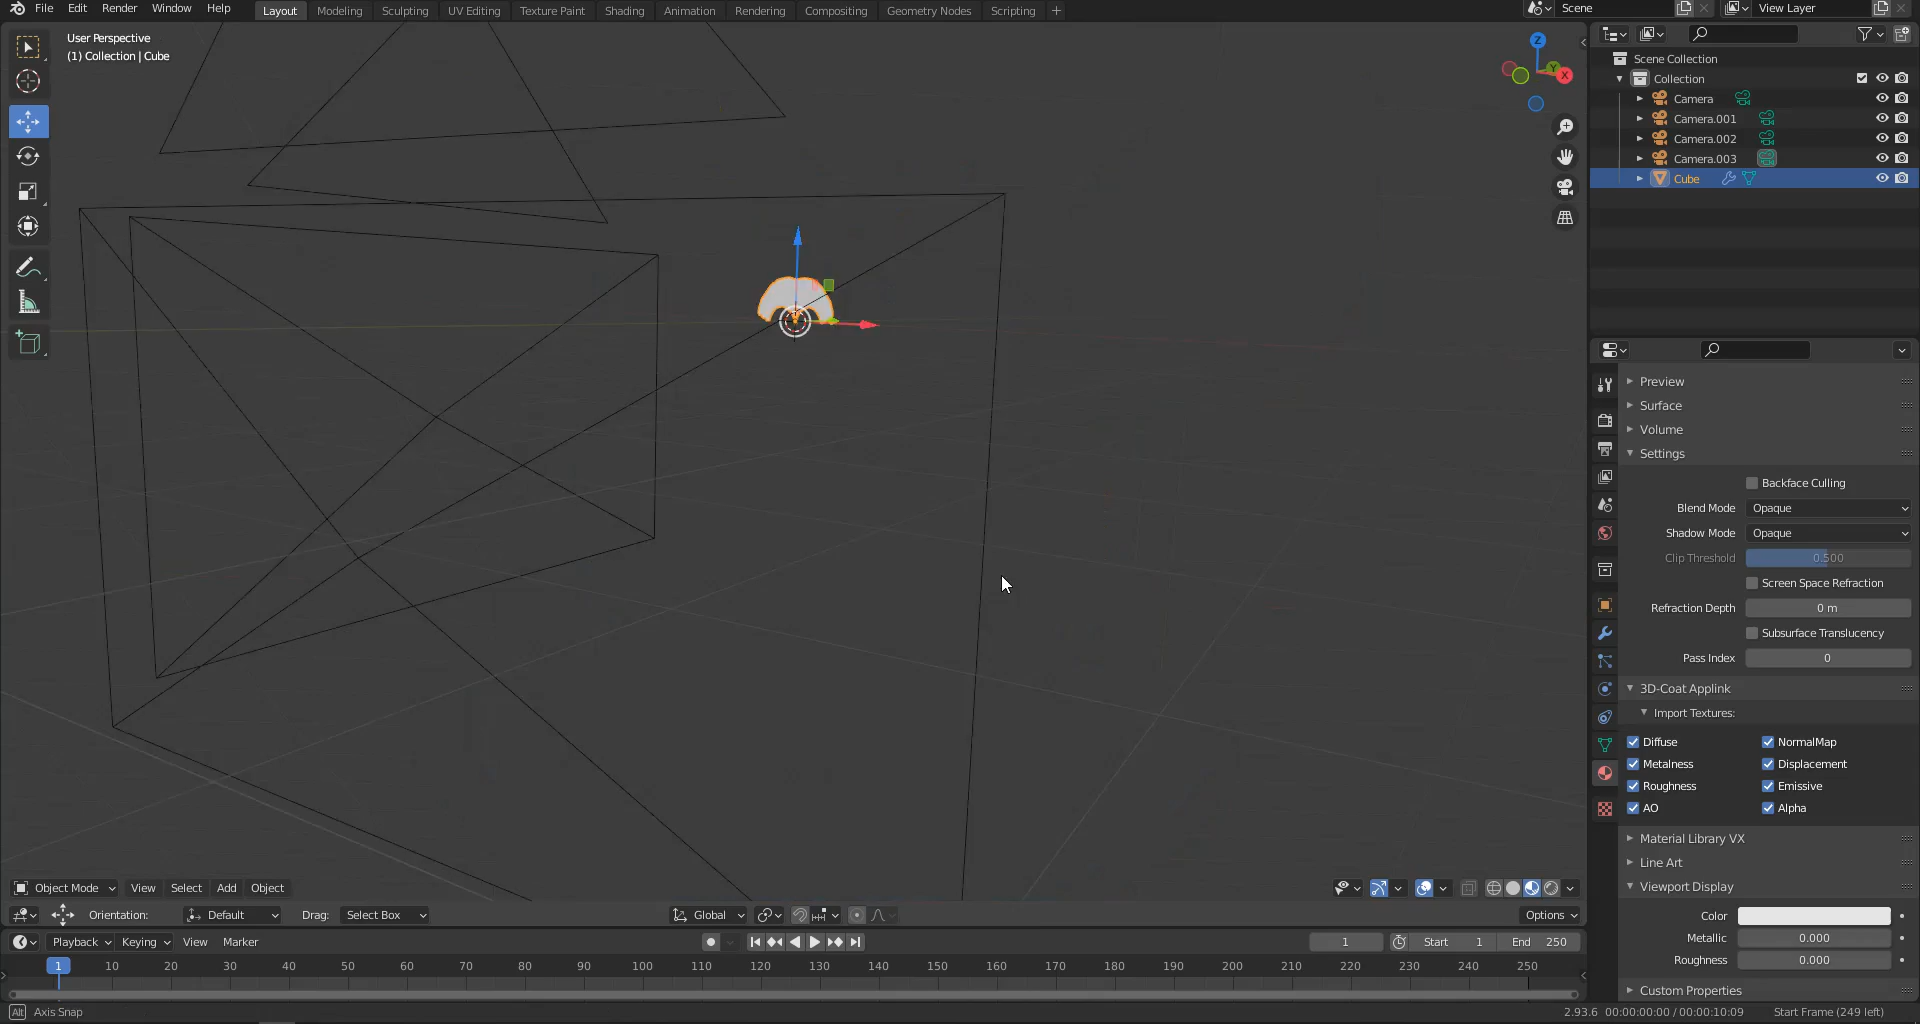 File Edit Render Window Help Layout Modeling Sculpting UV Editing Texture Paint Shading Animation Rendering Compositing Geometry Nodes Scripting + Scene View Layer
User Perspective
(1) Collection | Cube
Z
Y
X
Scene Collection
Collection
Camera
Camera.001
Camera.002
Camera.003
Cube
Preview
Surface
Volume
Settings
Backface Culling
Blend Mode Opaque
Shadow Mode Opaque
Clip Threshold 0.500
Screen Space Refraction
Refraction Depth 0 m
Subsurface Translucency
Pass Index 0
3D-Coat Applink
Import Textures:
Diffuse NormalMap
Metalness Displacement
Roughness Emissive
AO Alpha
Material Library VX
Line Art
Viewport Display
Color
Metallic 0.000
Roughness 0.000
Custom Properties
Object Mode View Select Add Object
Orientation: Default Drag: Select Box Global Options
Playback Keying View Marker 1 Start 1 End 250
1 10 20 30 40 50 60 70 80 90 100 110 120 130 140 150 160 170 180 190 200 210 220 230 240 250
Alt Axis Snap 2.93.6 00:00:00:00 / 00:00:10:09 Start Frame (249 left)